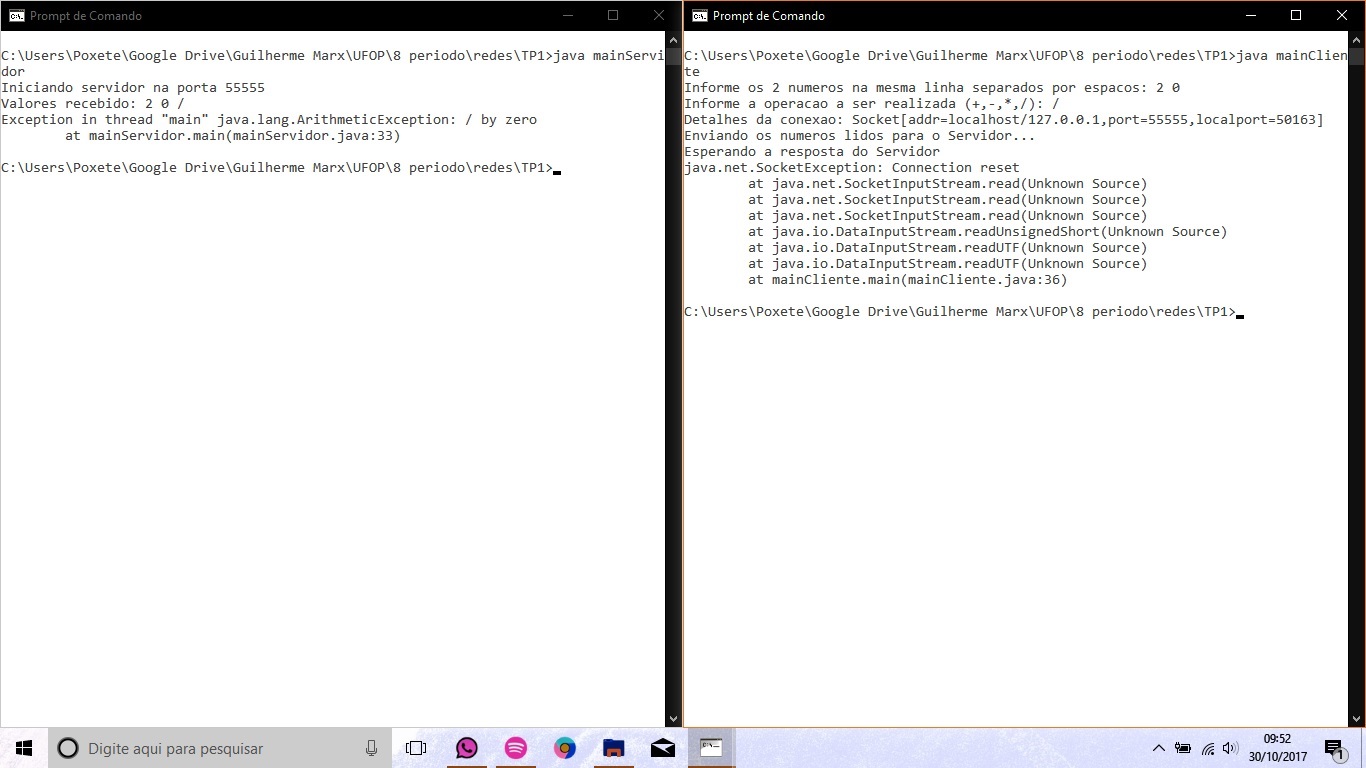 Prompt de Comando
C:\Users\Poxete\Google Drive\Guilherme Marx\UFOP\8 periodo\redes\TP1>java mainServi
dor
Iniciando servidor na porta 55555
Valores recebido: 2 0 /
Exception in thread "main" java.lang.ArithmeticException: / by zero
        at mainServidor.main(mainServidor.java:33)
C:\Users\Poxete\Google Drive\Guilherme Marx\UFOP\8 periodo\redes\TP1>
Prompt de Comando
C:\Users\Poxete\Google Drive\Guilherme Marx\UFOP\8 periodo\redes\TP1>java mainClien
te
Informe os 2 numeros na mesma linha separados por espacos: 2 0
Informe a operacao a ser realizada (+,-,*,/): /
Detalhes da conexao: Socket[addr=localhost/127.0.0.1,port=55555,localport=50163]
Enviando os numeros lidos para o Servidor...
Esperando a resposta do Servidor
java.net.SocketException: Connection reset
        at java.net.SocketInputStream.read(Unknown Source)
        at java.net.SocketInputStream.read(Unknown Source)
        at java.net.SocketInputStream.read(Unknown Source)
        at java.io.DataInputStream.readUnsignedShort(Unknown Source)
        at java.io.DataInputStream.readUTF(Unknown Source)
        at java.io.DataInputStream.readUTF(Unknown Source)
        at mainCliente.main(mainCliente.java:36)
C:\Users\Poxete\Google Drive\Guilherme Marx\UFOP\8 periodo\redes\TP1>
Digite aqui para pesquisar
09:52
30/10/2017
1